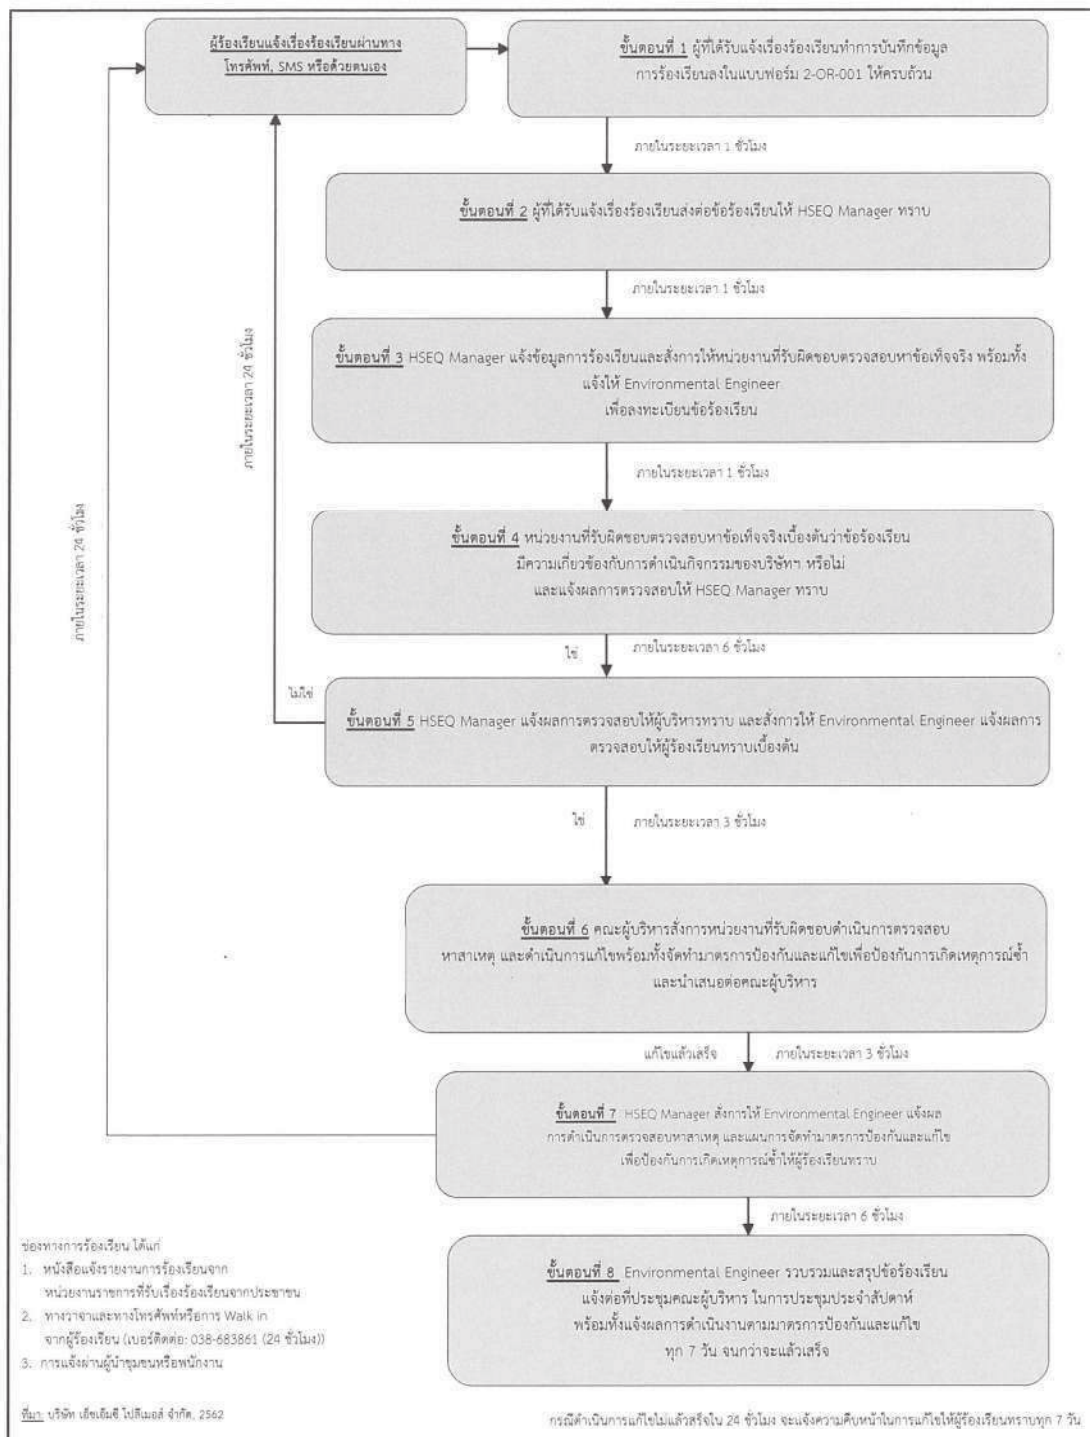 ผู้ร้องเรียนแจ้งเรื่องร้องเรียนผ่านทาง
โทรศัพท์, SMS หรือด้วยตนเอง
ขั้นตอนที่ 1 ผู้ที่ได้รับแจ้งเรื่องร้องเรียนทำการบันทึกข้อมูล
การร้องเรียนลงในแบบฟอร์ม 2-OR-001 ให้ครบถ้วน
ภายในระยะเวลา 1 ชั่วโมง
ขั้นตอนที่ 2 ผู้ที่ได้รับแจ้งเรื่องร้องเรียนส่งต่อข้อร้องเรียนให้ HSEQ Manager ทราบ
ภายในระยะเวลา 1 ชั่วโมง
ขั้นตอนที่ 3 HSEQ Manager แจ้งข้อมูลการร้องเรียนและสั่งการให้หน่วยงานที่รับผิดชอบตรวจสอบหาข้อเท็จจริง พร้อมทั้ง
แจ้งให้ Environmental Engineer
เพื่อลงทะเบียนข้อร้องเรียน
ภายในระยะเวลา 1 ชั่วโมง
ขั้นตอนที่ 4 หน่วยงานที่รับผิดชอบตรวจสอบหาข้อเท็จจริงเบื้องต้นว่าข้อร้องเรียน
มีความเกี่ยวข้องกับการดำเนินกิจกรรมของบริษัทฯ หรือไม่
และแจ้งผลการตรวจสอบให้ HSEQ Manager ทราบ
ใช่
ภายในระยะเวลา 6 ชั่วโมง
ไม่ใช่
ภายในระยะเวลา 24 ชั่วโมง
ภายในระยะเวลา 24 ชั่วโมง
ขั้นตอนที่ 5 HSEQ Manager แจ้งผลการตรวจสอบให้ผู้บริหารทราบ และสั่งการให้ Environmental Engineer แจ้งผลการ
ตรวจสอบให้ผู้ร้องเรียนทราบเบื้องต้น
ใช่
ภายในระยะเวลา 3 ชั่วโมง
ขั้นตอนที่ 6 คณะผู้บริหารสั่งการหน่วยงานที่รับผิดชอบดำเนินการตรวจสอบ
หาสาเหตุ และดำเนินการแก้ไขพร้อมทั้งจัดทำมาตรการป้องกันและแก้ไขเพื่อป้องกันการเกิดเหตุการณ์ซ้ำ
และนำเสนอต่อคณะผู้บริหาร
แก้ไขแล้วเสร็จ
ภายในระยะเวลา 3 ชั่วโมง
ขั้นตอนที่ 7 HSEQ Manager สั่งการให้ Environmental Engineer แจ้งผล
การดำเนินการตรวจสอบหาสาเหตุ และแผนการจัดทำมาตรการป้องกันและแก้ไข
เพื่อป้องกันการเกิดเหตุการณ์ซ้ำให้ผู้ร้องเรียนทราบ
ภายในระยะเวลา 6 ชั่วโมง
ขั้นตอนที่ 8 Environmental Engineer รวบรวมและสรุปข้อร้องเรียน
แจ้งต่อที่ประชุมคณะผู้บริหาร ในการประชุมประจำสัปดาห์
พร้อมทั้งแจ้งผลการดำเนินงานตามมาตรการป้องกันและแก้ไข
ทุก 7 วัน จนกว่าจะแล้วเสร็จ
ช่องทางการร้องเรียน ได้แก่
1. หนังสือแจ้งรายงานการร้องเรียนจาก
หน่วยงานราชการที่รับเรื่องร้องเรียนจากประชาชน
2. ทางวาจาและทางโทรศัพท์หรือการ Walk in
จากผู้ร้องเรียน (เบอร์ติดต่อ: 038-683861 (24 ชั่วโมง))
3. การแจ้งผ่านผู้นำชุมชนหรือพนักงาน
ที่มา: บริษัท เอ็ชเอ็มซี โปลีเมอส์ จำกัด, 2562
กรณีดำเนินการแก้ไขไม่แล้วเสร็จใน 24 ชั่วโมง จะแจ้งความคืบหน้าในการแก้ไขให้ผู้ร้องเรียนทราบทุก 7 วัน